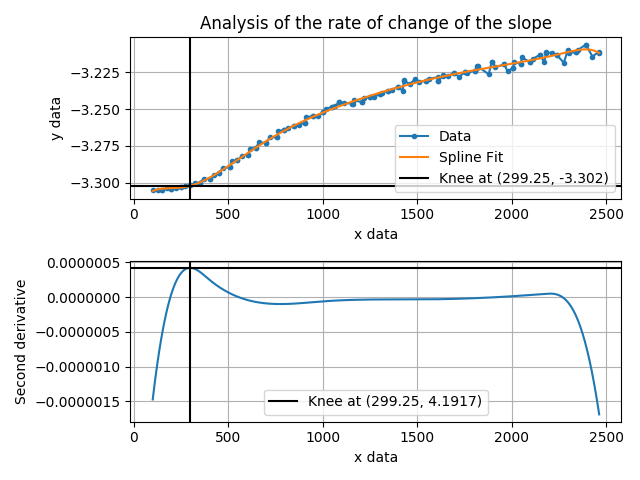 Analysis of the rate of change of the slope
y data
−3.225
−3.250
−3.275
−3.300
Data
Spline Fit
Knee at (299.25, -3.302)
0 500 1000 1500 2000 2500
x data
Second derivative
0.0000005
0.0000000
−0.0000005
−0.0000010
−0.0000015
Knee at (299.25, 4.1917)
0 500 1000 1500 2000 2500
x data